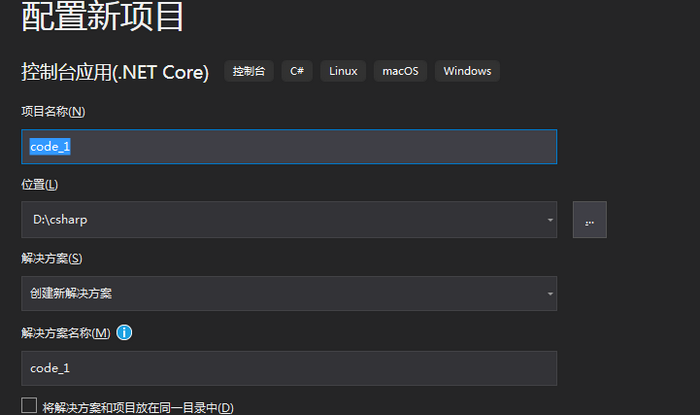 配置新项目
控制台应用(.NET Core) 控制台 C# Linux macOS Windows
项目名称(N)
code_1
位置(L)
D:\csharp
...
解决方案(S)
创建新解决方案
解决方案名称(M) i
code_1
将解决方案和项目放在同一目录中(D)